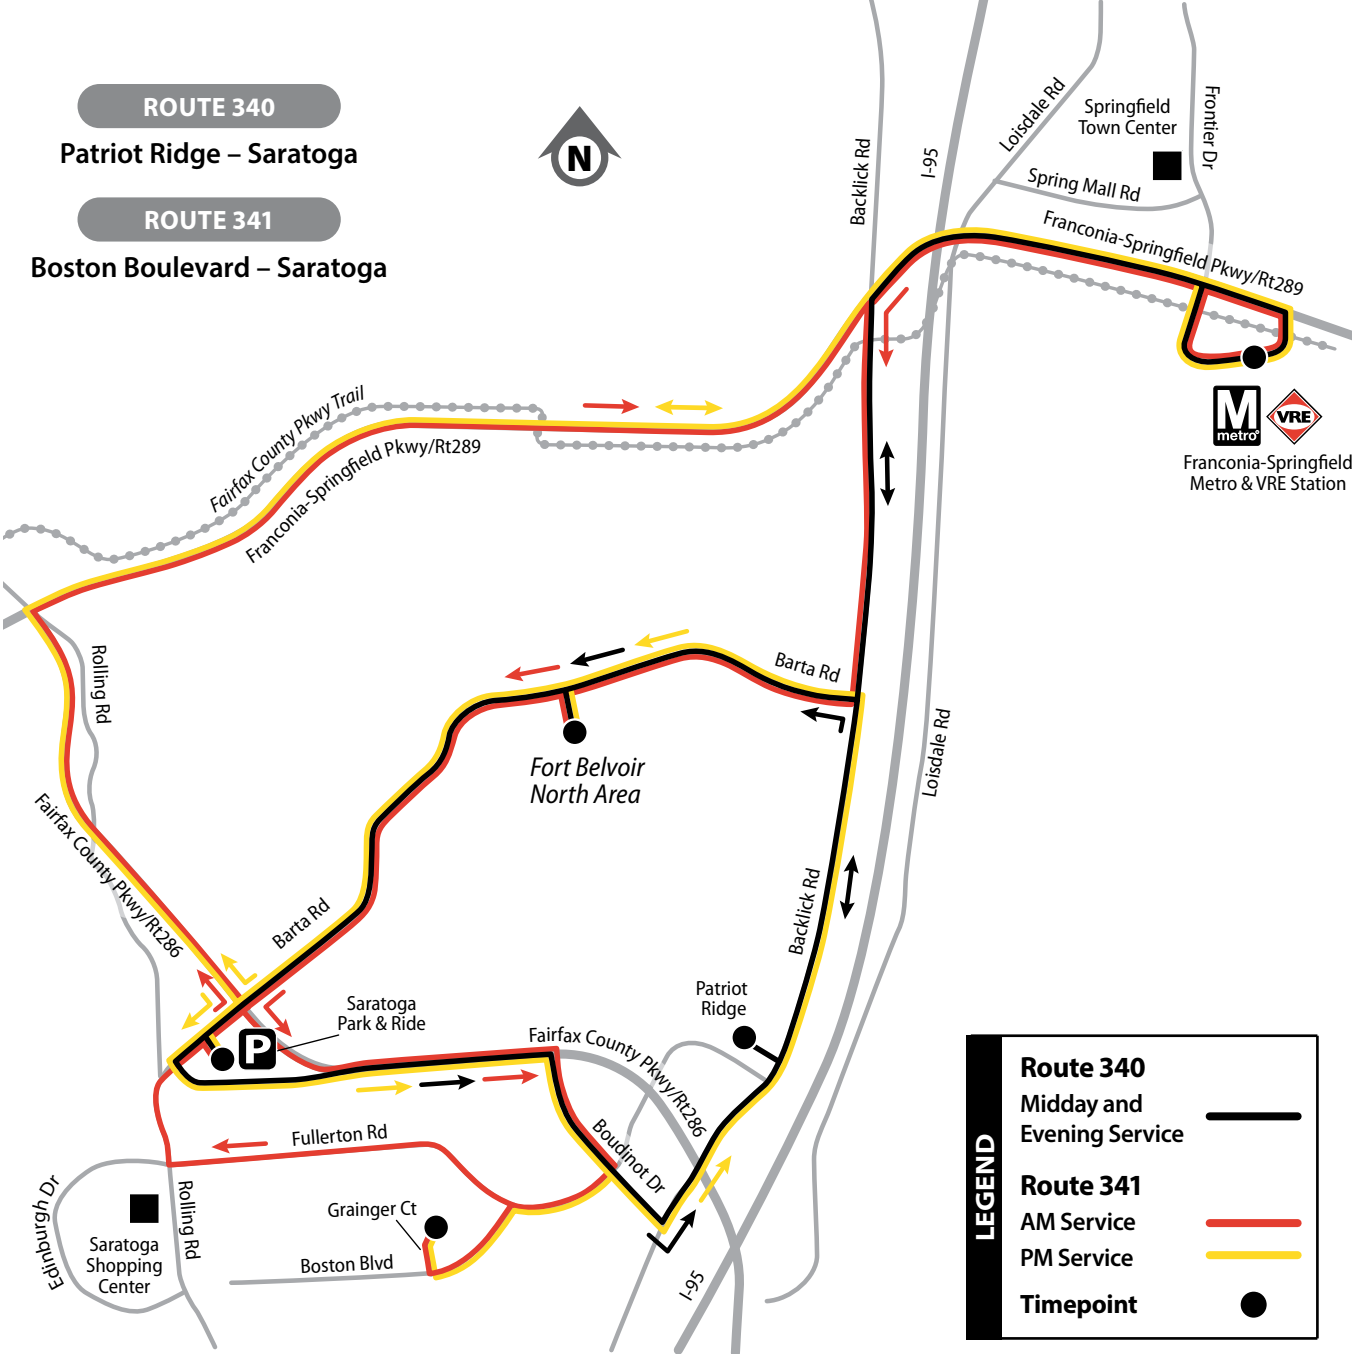 ROUTE 340
Patriot Ridge – Saratoga
ROUTE 341
Boston Boulevard – Saratoga
N
Backlick Rd
I-95
Loisdale Rd
Springfield
Town Center
Frontier Dr
Spring Mall Rd
Franconia-Springfield Pkwy/Rt289
M
metro®
VRE
Franconia-Springfield
Metro & VRE Station
Fairfax County Pkwy Trail
Franconia-Springfield Pkwy/Rt289
Rolling Rd
Barta Rd
Fort Belvoir
North Area
Loisdale Rd
Fairfax County Pkwy/Rt286
Barta Rd
Backlick Rd
Patriot
Ridge
Saratoga
Park & Ride
P
Fairfax County Pkwy/Rt286
Boudinot Dr
Fullerton Rd
Edinburgh Dr
Rolling Rd
Grainger Ct
Saratoga
Shopping
Center
Boston Blvd
I-95
LEGEND
Route 340
Midday and
Evening Service
Route 341
AM Service
PM Service
Timepoint